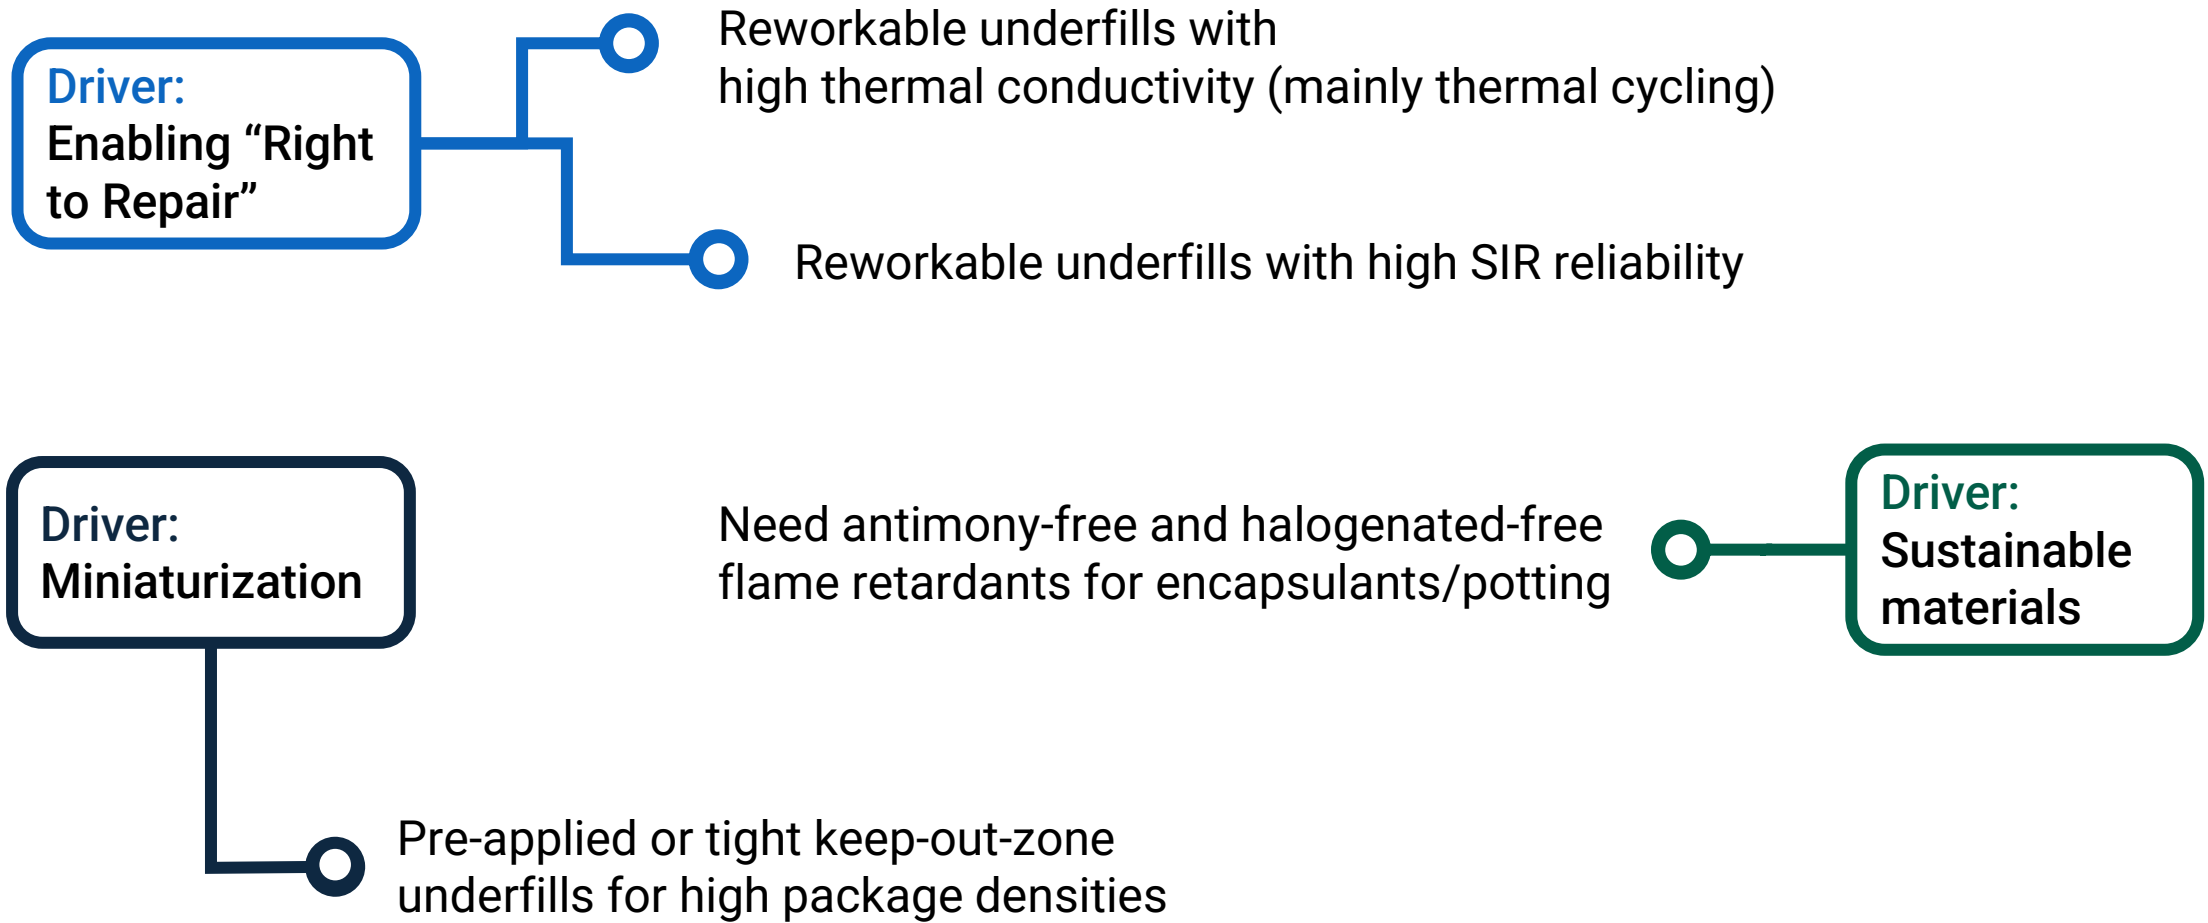 Driver:
Enabling “Right
to Repair”
Reworkable underfills with
high thermal conductivity (mainly thermal cycling)
Reworkable underfills with high SIR reliability
Driver:
Miniaturization
Pre-applied or tight keep-out-zone
underfills for high package densities
Need antimony-free and halogenated-free
flame retardants for encapsulants/potting
Driver:
Sustainable
materials